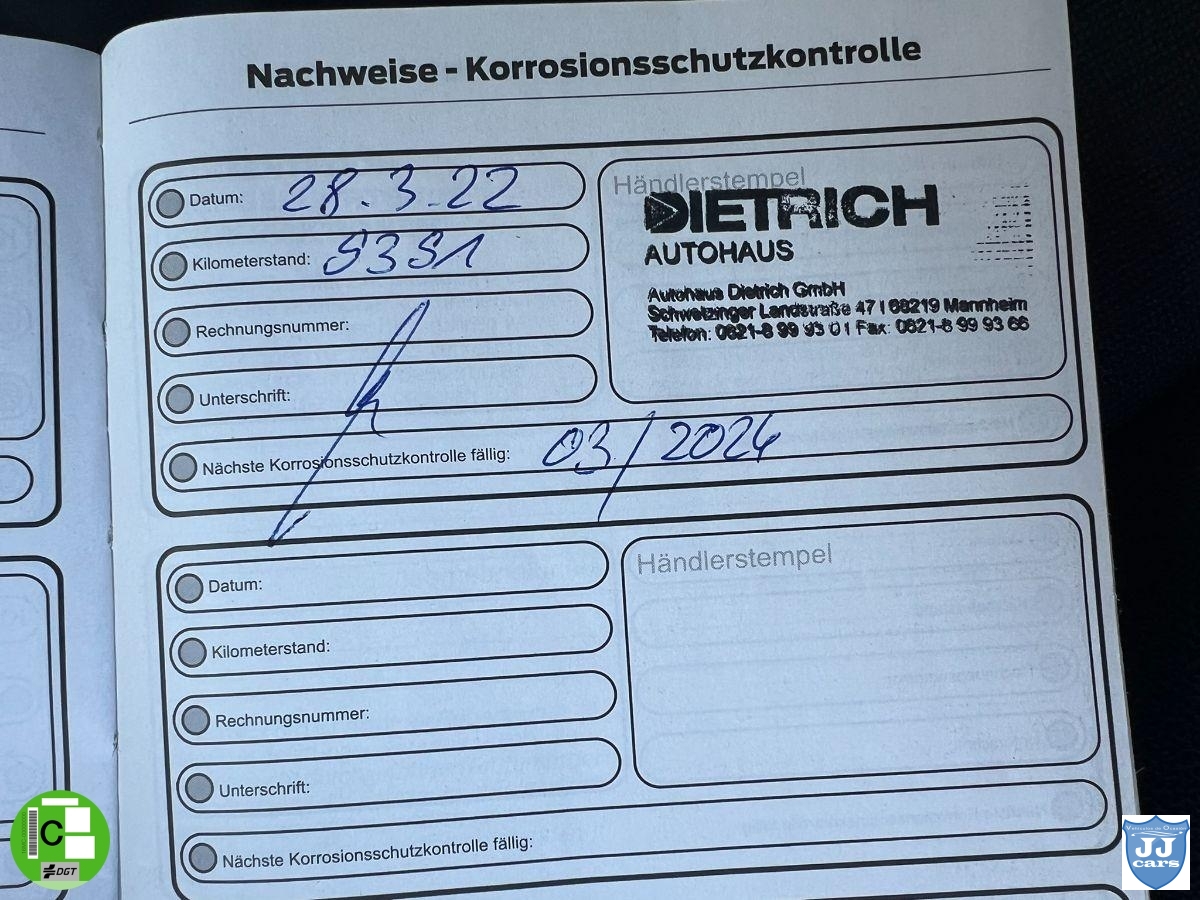 Nachweise - Korrosionsschutzkontrolle
Datum: 28.3.22
Kilometerstand: 5351
Rechnungsnummer:
Unterschrift:
Nächste Korrosionsschutzkontrolle fällig: 03/2024
Händlerstempel
DIETRICH
AUTOHAUS
Autohaus Dietrich GmbH
Schwetzinger Landstraße 47 | 68219 Mannheim
Telefon: 0621-8 99 93 0 | Fax: 0621-8 99 93 66
Datum:
Kilometerstand:
Rechnungsnummer:
Unterschrift:
Nächste Korrosionsschutzkontrolle fällig:
Händlerstempel
C
DGT
JJ
cars